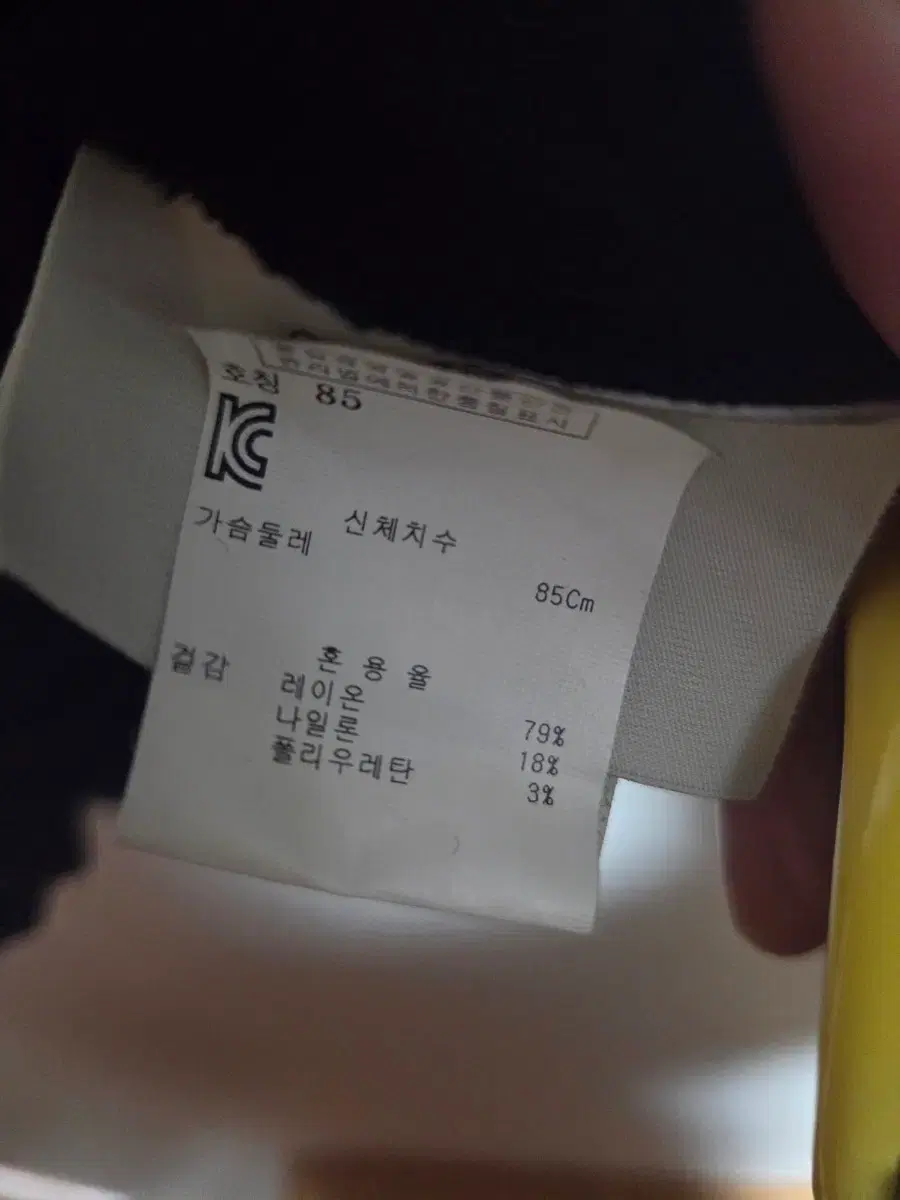 호칭 85
신체치수
가슴둘레 85Cm
혼용율
겉감 레이온 79%
나일론 18%
폴리우레탄 3%